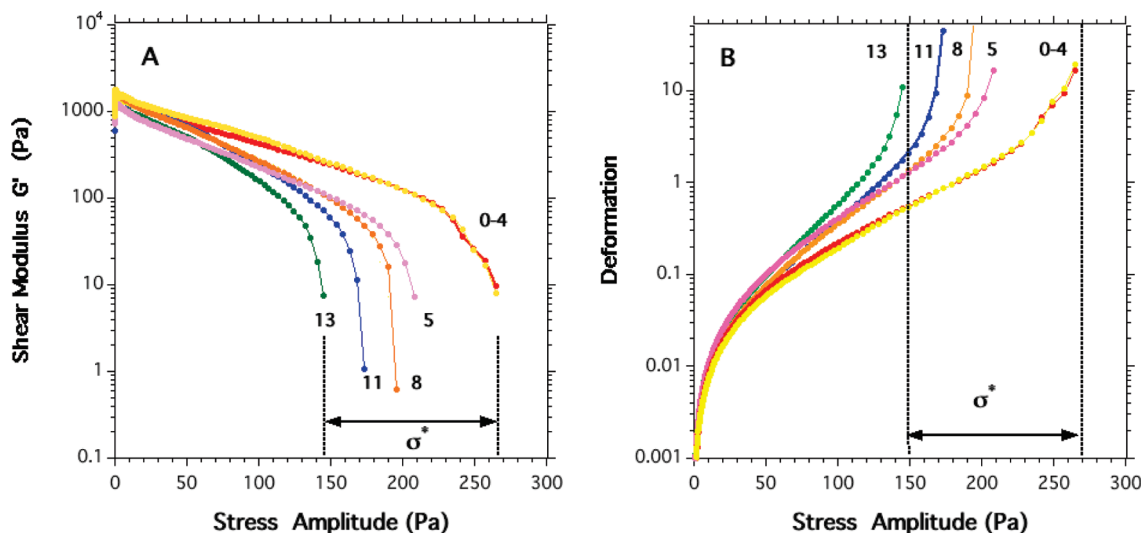 A
Shear Modulus G' (Pa)
10⁴
1000
100
10
1
0.1
0-4
13
11
8
5
σ*
0 50 100 150 200 250 300
Stress Amplitude (Pa)
B
Deformation
10
1
0.1
0.01
0.001
13 11 8 5 0-4
σ*
0 50 100 150 200 250 300
Stress Amplitude (Pa)